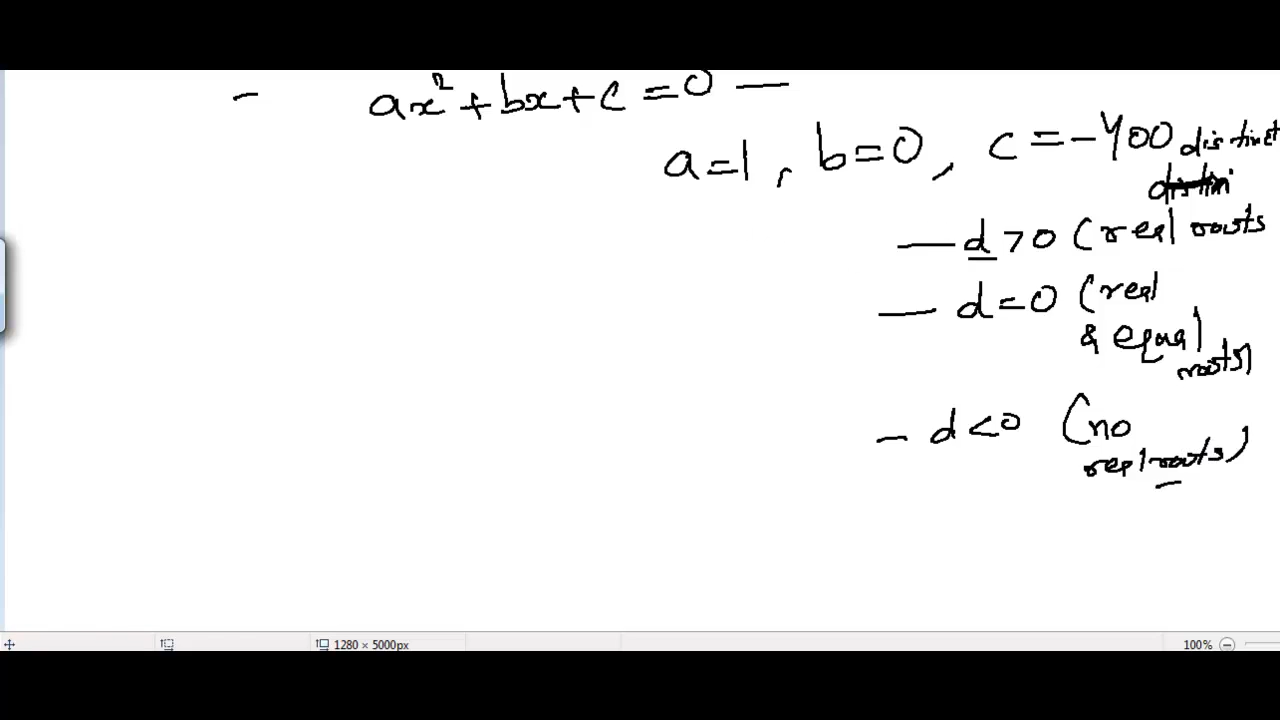 ax²+bx+c=0
a=1, b=0, c=-400 distinct
d>0 (real roots
d=0 (real
& equal
roots)
d<0 (no
real roots)
1280 × 5000px 100%